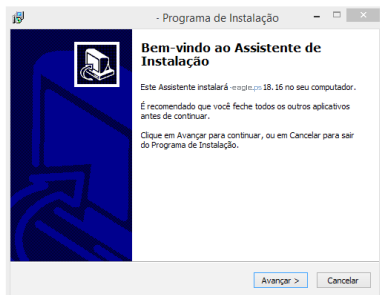 - Programa de Instalação
Bem-vindo ao Assistente de
Instalação
Este Assistente instalará 18.16 no seu computador.
É recomendado que você feche todos os outros aplicativos
antes de continuar.
Clique em Avançar para continuar, ou em Cancelar para sair
do Programa de Instalação.
Avançar >
Cancelar